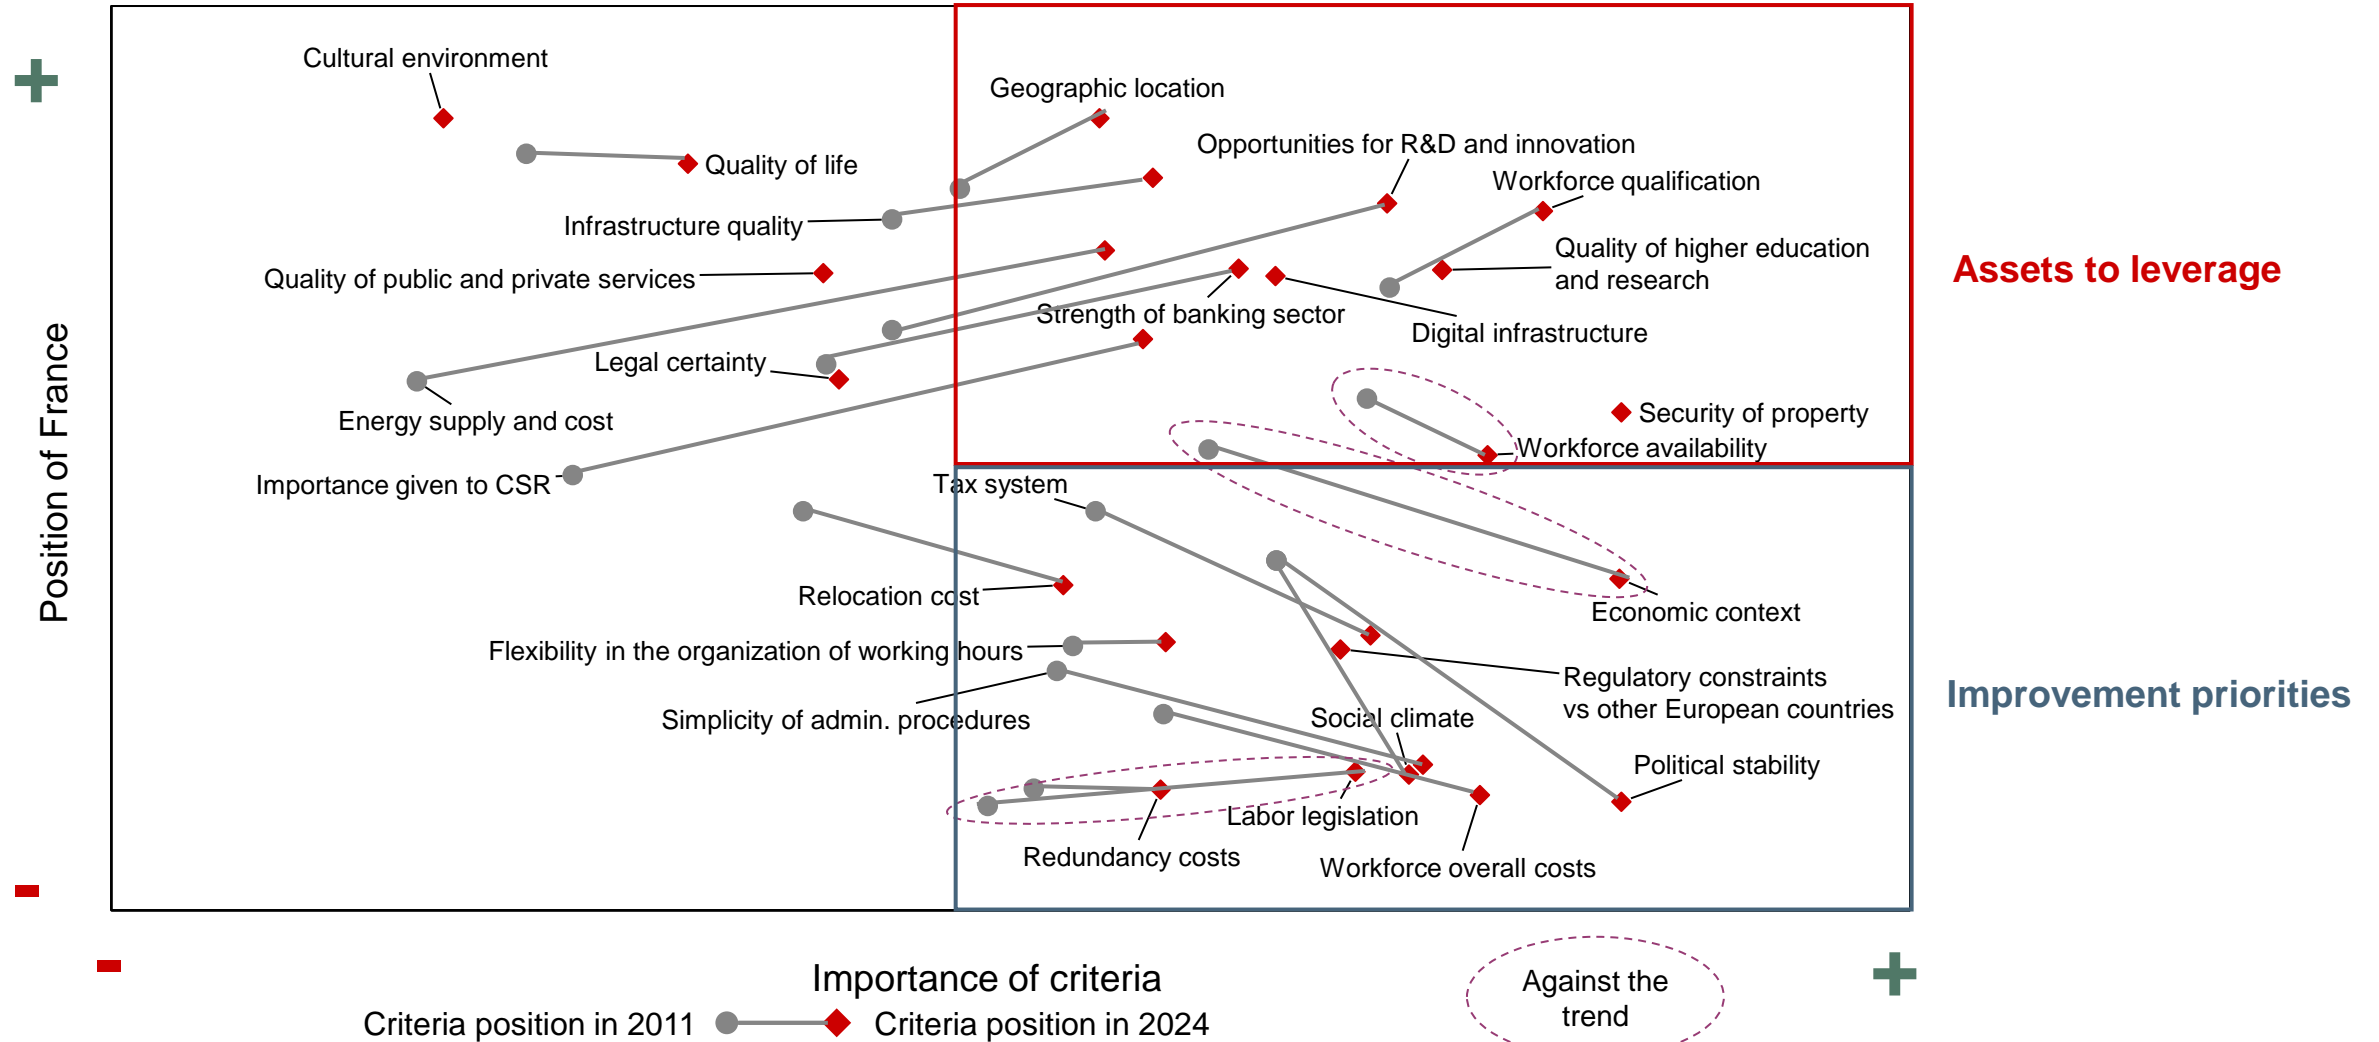 Cultural environment
Geographic location
Opportunities for R&D and innovation
Quality of life
Workforce qualification
Infrastructure quality
Quality of higher education
and research
Quality of public and private services
Assets to leverage
Strength of banking sector
Digital infrastructure
Legal certainty
Energy supply and cost
Security of property
Workforce availability
Position of France
Importance given to CSR
Tax system
Relocation cost
Economic context
Flexibility in the organization of working hours
Regulatory constraints
vs other European countries
Improvement priorities
Simplicity of admin. procedures
Social climate
Political stability
Labor legislation
Redundancy costs
Workforce overall costs
Importance of criteria
Against the
trend
Criteria position in 2011
Criteria position in 2024